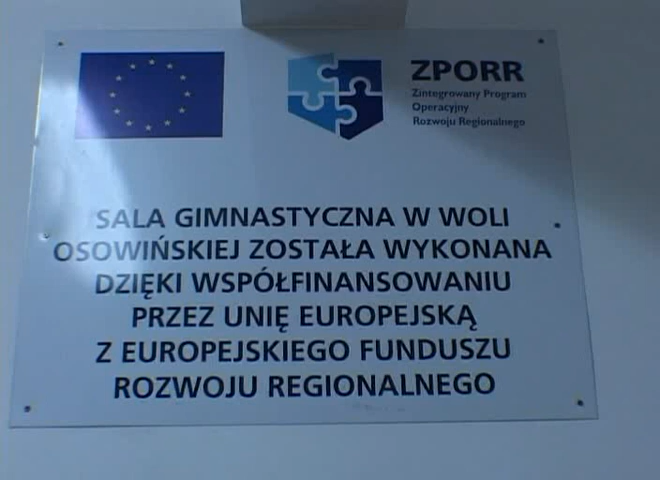 ZPORR
Zintegrowany Program
Operacyjny
Rozwoju Regionalnego
SALA GIMNASTYCZNA W WOLI
OSOWIŃSKIEJ ZOSTAŁA WYKONANA
DZIĘKI WSPÓŁFINANSOWANIU
PRZEZ UNIĘ EUROPEJSKĄ
Z EUROPEJSKIEGO FUNDUSZU
ROZWOJU REGIONALNEGO